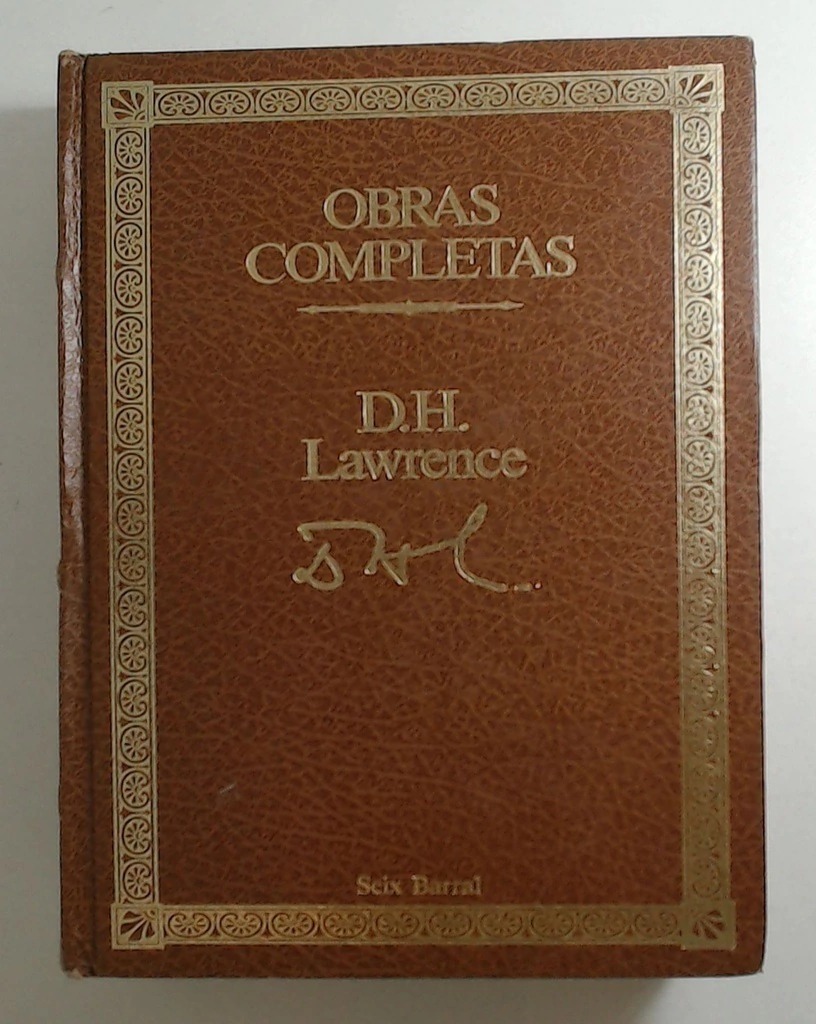 OBRAS
COMPLETAS
D.H.
Lawrence
Seix Barral